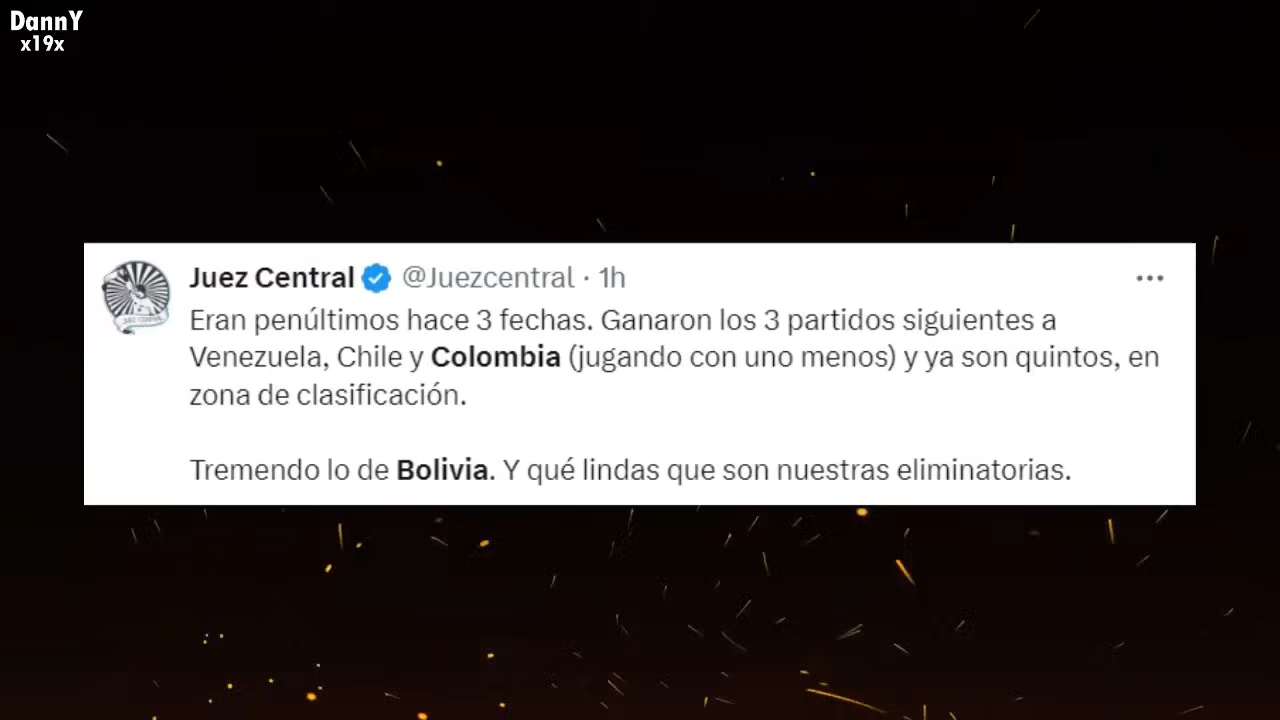 DannY
x19x
Juez Central @Juezcentral · 1h
Eran penúltimos hace 3 fechas. Ganaron los 3 partidos siguientes a
Venezuela, Chile y Colombia (jugando con uno menos) y ya son quintos, en
zona de clasificación.
Tremendo lo de Bolivia. Y qué lindas que son nuestras eliminatorias.